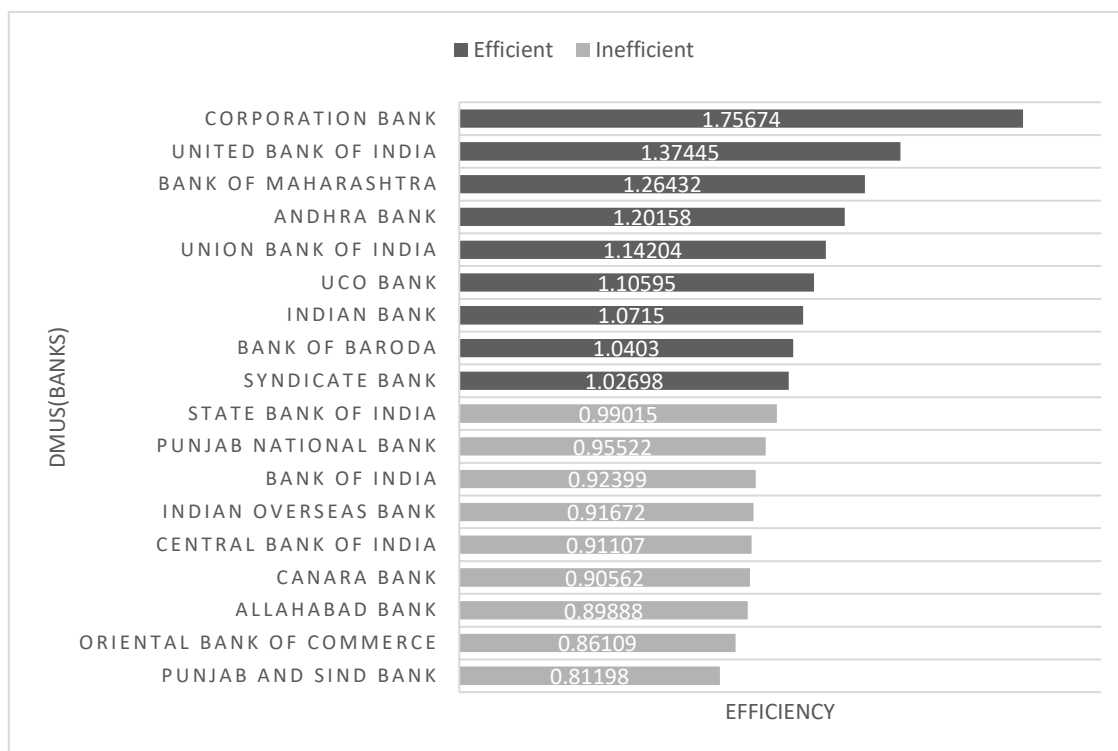 Efficient Inefficient
CORPORATION BANK 1.75674
UNITED BANK OF INDIA 1.37445
BANK OF MAHARASHTRA 1.26432
ANDHRA BANK 1.20158
UNION BANK OF INDIA 1.14204
UCO BANK 1.10595
INDIAN BANK 1.0715
BANK OF BARODA 1.0403
SYNDICATE BANK 1.02698
STATE BANK OF INDIA 0.99015
PUNJAB NATIONAL BANK 0.95522
BANK OF INDIA 0.92399
INDIAN OVERSEAS BANK 0.91672
CENTRAL BANK OF INDIA 0.91107
CANARA BANK 0.90562
ALLAHABAD BANK 0.89888
ORIENTAL BANK OF COMMERCE 0.86109
PUNJAB AND SIND BANK 0.81198
DMUS(BANKS)
EFFICIENCY